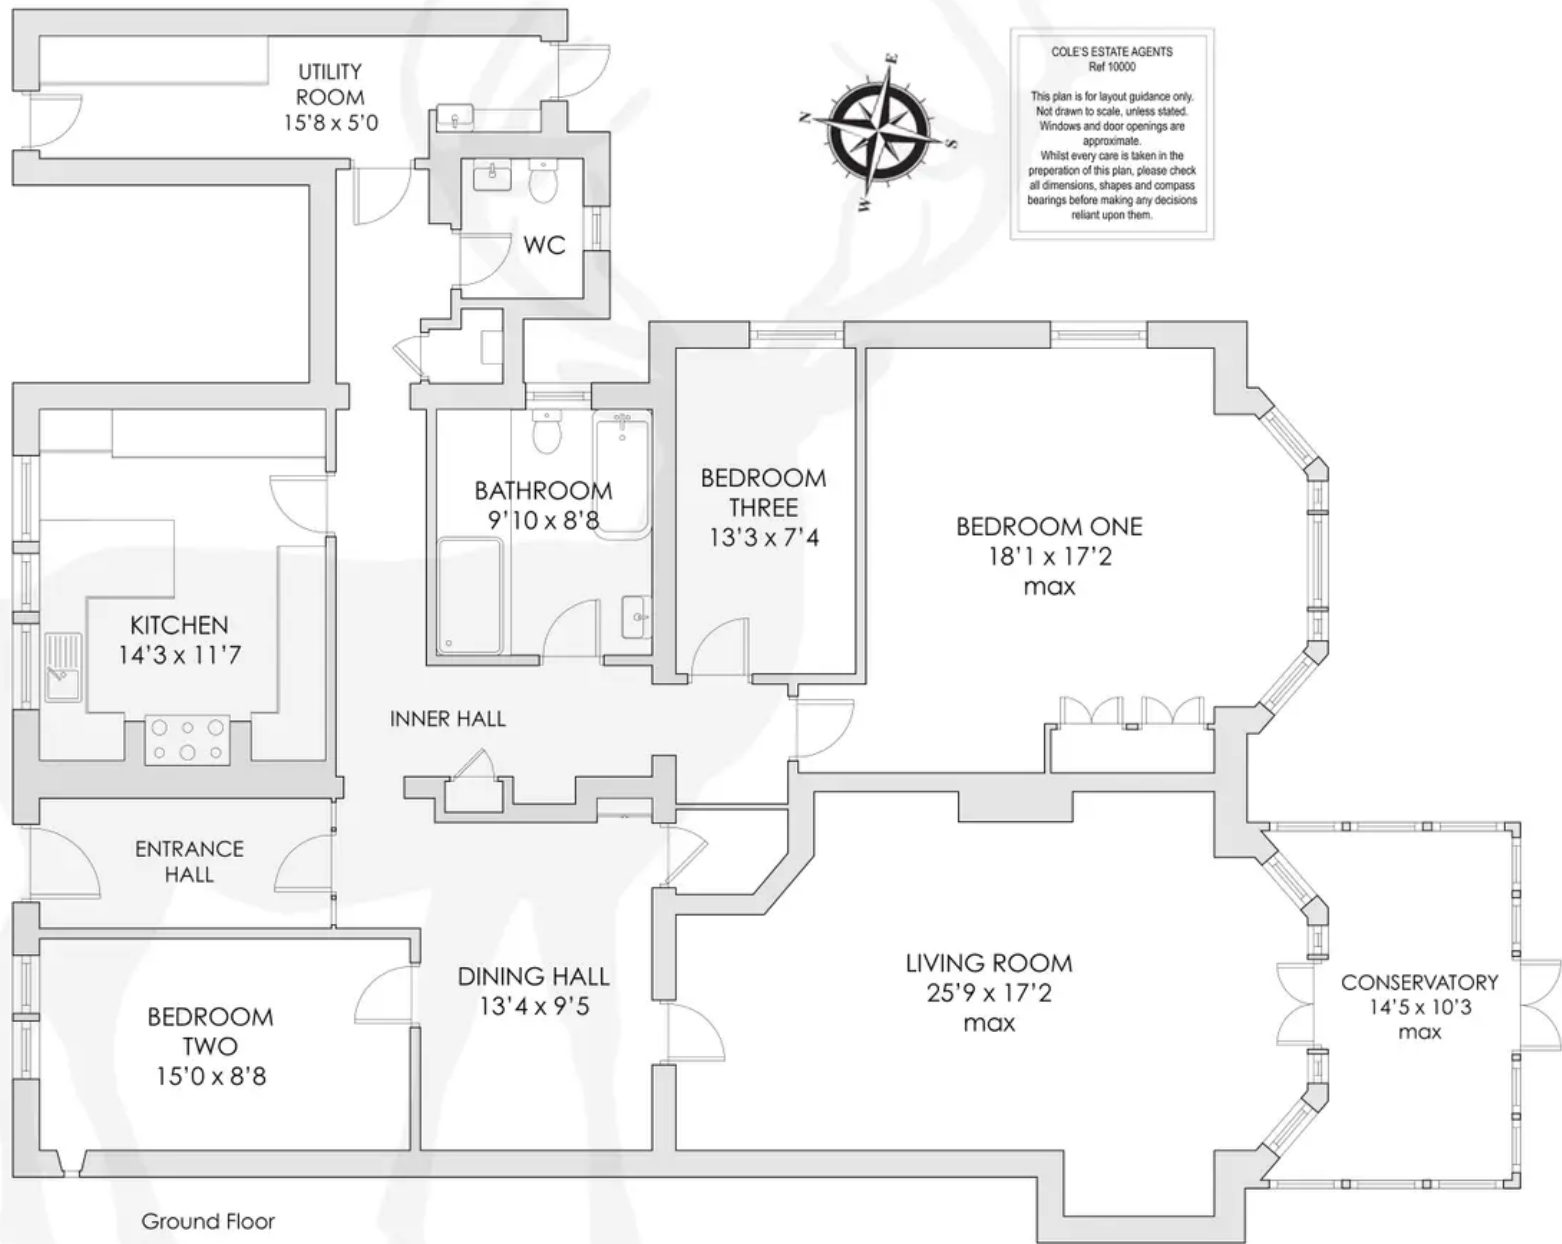 UTILITY
ROOM
15'8 x 5'0
E
N
S
W
COLE'S ESTATE AGENTS
Ref 10000
This plan is for layout guidance only.
Not drawn to scale, unless stated.
Windows and door openings are
approximate.
Whilst every care is taken in the
preperation of this plan, please check
all dimensions, shapes and compass
bearings before making any decisions
reliant upon them.
WC
BATHROOM
9'10 x 8'8
BEDROOM
THREE
13'3 x 7'4
BEDROOM ONE
18'1 x 17'2
max
KITCHEN
14'3 x 11'7
INNER HALL
ENTRANCE
HALL
DINING HALL
13'4 x 9'5
LIVING ROOM
25'9 x 17'2
max
CONSERVATORY
14'5 x 10'3
max
BEDROOM
TWO
15'0 x 8'8
Ground Floor